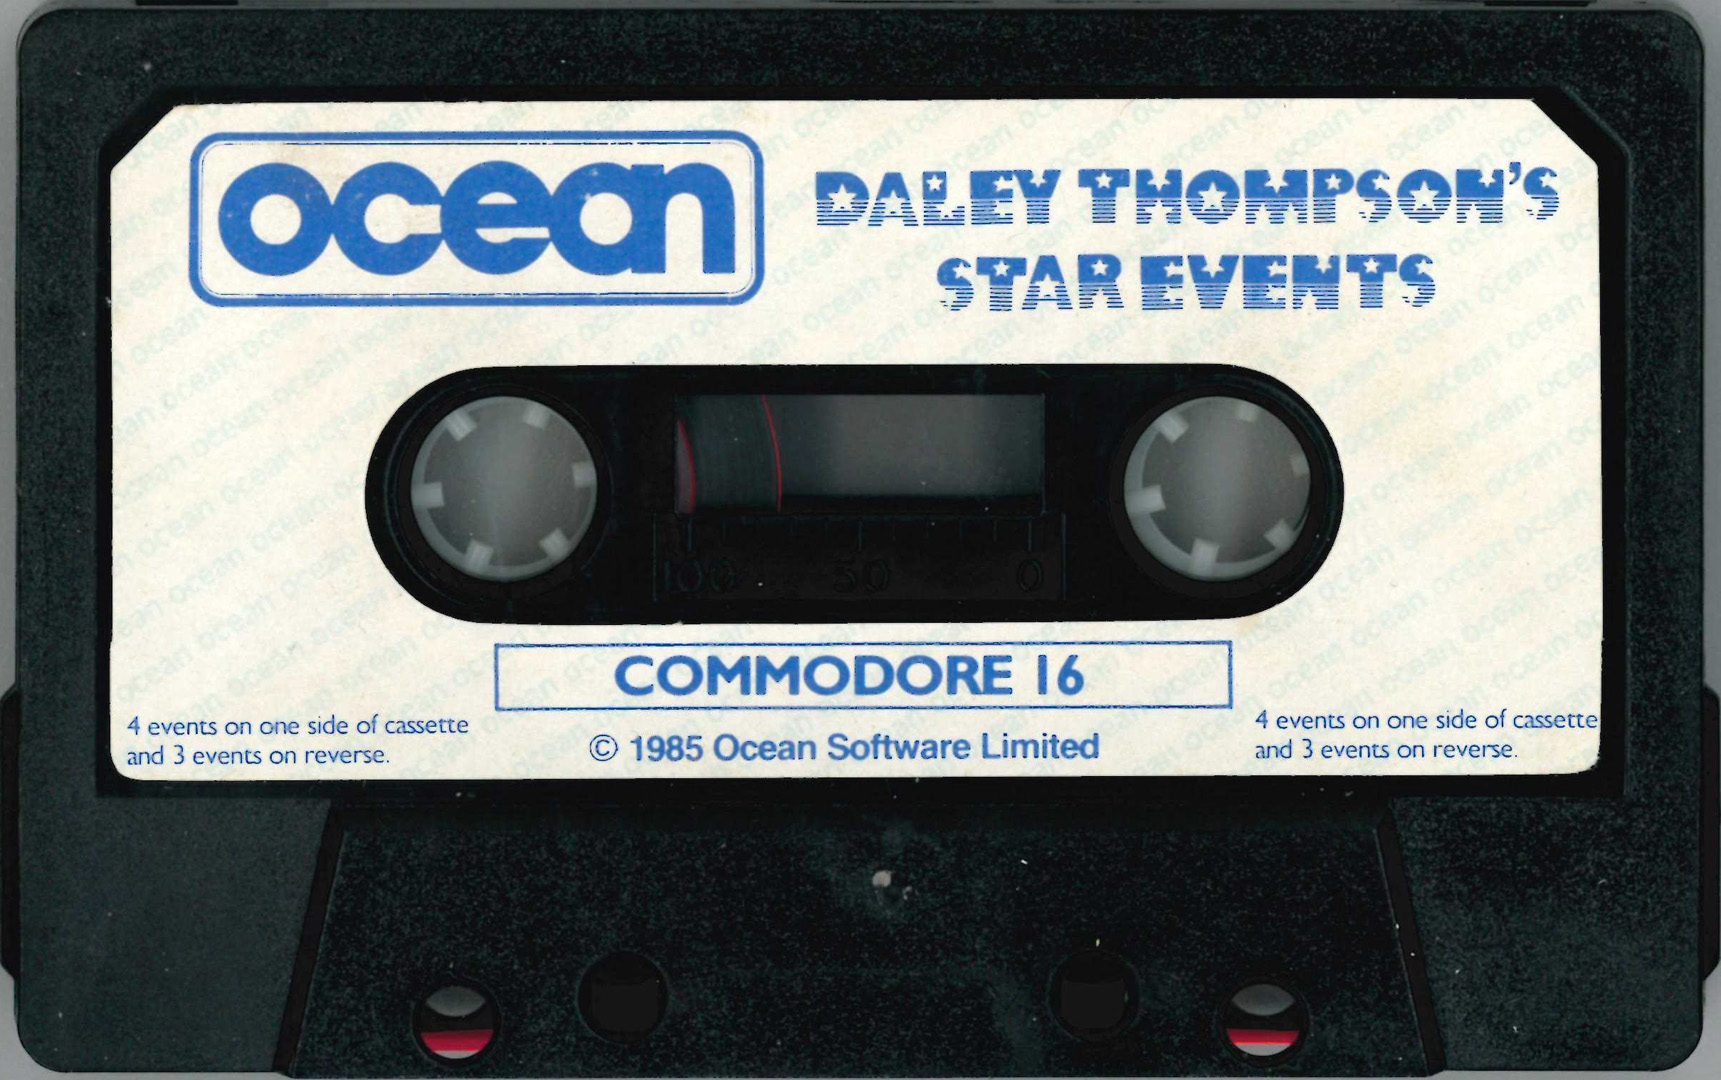 ocean
DALEY THOMPSON'S
STAR EVENTS
100 50 0
COMMODORE 16
4 events on one side of cassette
and 3 events on reverse.
© 1985 Ocean Software Limited
4 events on one side of cassette
and 3 events on reverse.